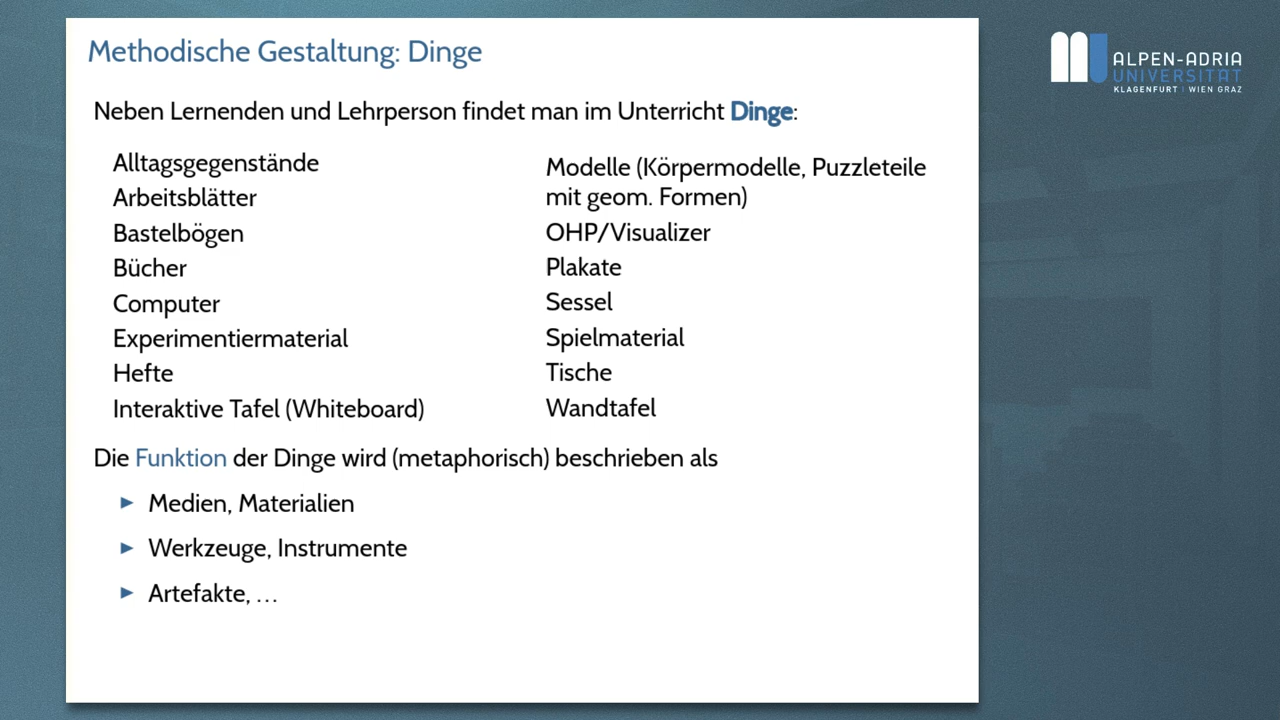 Methodische Gestaltung: Dinge
Neben Lernenden und Lehrperson findet man im Unterricht Dinge:
Alltagsgegenstände
Arbeitsblätter
Bastelbögen
Bücher
Computer
Experimentiermaterial
Hefte
Interaktive Tafel (Whiteboard)
Modelle (Körpermodelle, Puzzleteile
mit geom. Formen)
OHP/Visualizer
Plakate
Sessel
Spielmaterial
Tische
Wandtafel
Die Funktion der Dinge wird (metaphorisch) beschrieben als
► Medien, Materialien
► Werkzeuge, Instrumente
► Artefakte, …
ALPEN-ADRIA
UNIVERSITÄT
KLAGENFURT | WIEN GRAZ